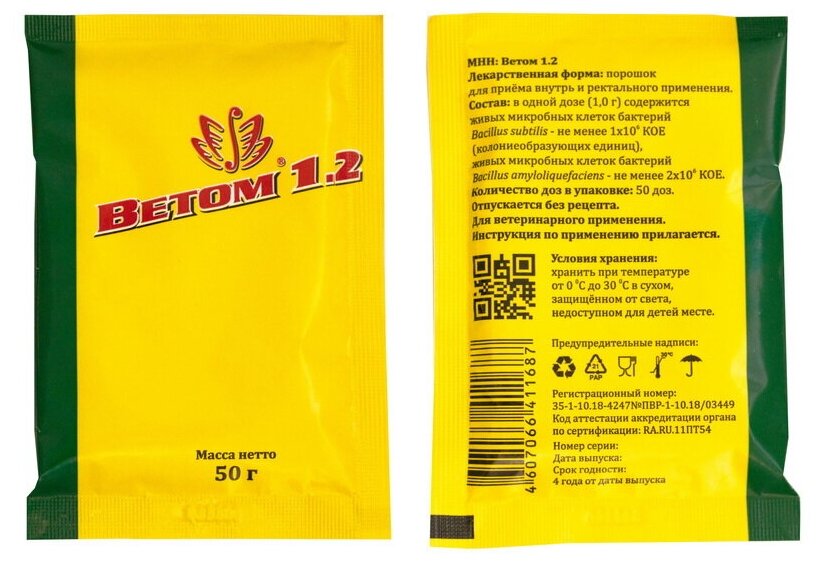 Ветом 1.2
®
Масса нетто
50 г
МНН: Ветом 1.2
Лекарственная форма: порошок
для приёма внутрь и ректального применения.
Состав: в одной дозе (1,0 г) содержится
живых микробных клеток бактерий
Bacillus subtilis - не менее 1x10⁶ КОЕ
(колониеобразующих единиц),
живых микробных клеток бактерий
Bacillus amyloliquefaciens - не менее 2x10⁶ КОЕ.
Количество доз в упаковке: 50 доз.
Отпускается без рецепта.
Для ветеринарного применения.
Инструкция по применению прилагается.
Условия хранения:
хранить при температуре
от 0 ⁰С до 30 ⁰С в сухом,
защищённом от света,
недоступном для детей месте.
Предупредительные надписи:
21
PAP
30°C
Регистрационный номер:
35-1-10.18-4247№ПВР-1-10.18/03449
Код аттестации аккредитации органа
по сертификации: RA.RU.11ПТ54
Номер серии:
Дата выпуска:
Срок годности:
4 года от даты выпуска
4607066411687